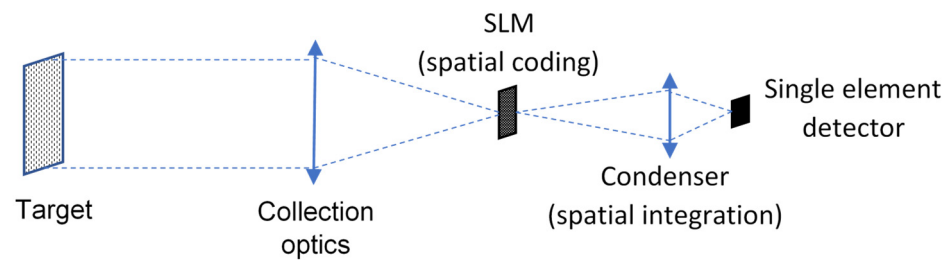 SLM
(spatial coding)
Single element
detector
Condenser
(spatial integration)
Target
Collection
optics